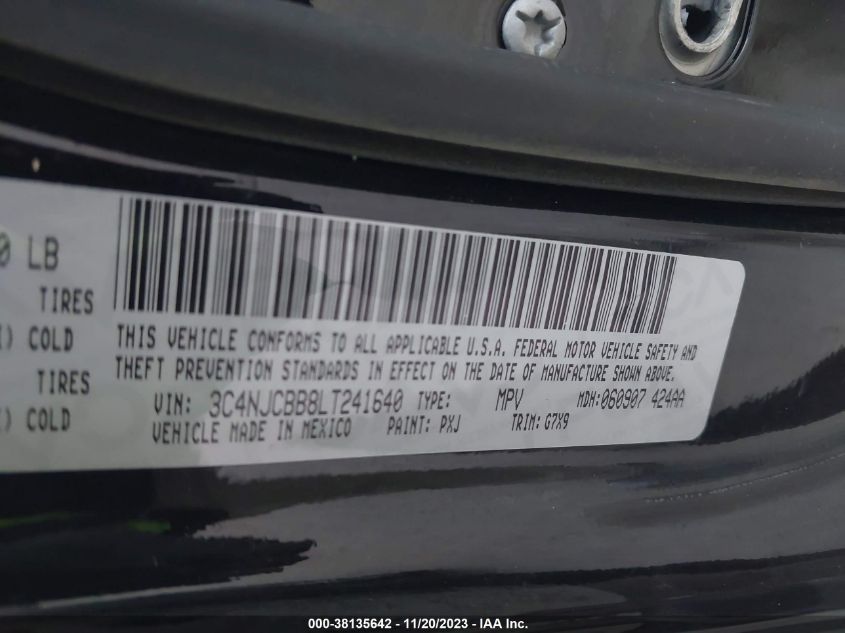 0 LB
TIRES
) COLD
TIRES
) COLD
THIS VEHICLE CONFORMS TO ALL APPLICABLE U.S.A. FEDERAL MOTOR VEHICLE SAFETY AND
THEFT PREVENTION STANDARDS IN EFFECT ON THE DATE OF MANUFACTURE SHOWN ABOVE.
VIN: 3C4NJCBB8LT241640 TYPE: MPV MDH:060907 424AA
VEHICLE MADE IN MEXICO PAINT: PXJ TRIM: G7X9
000-38135642 - 11/20/2023 - IAA Inc.